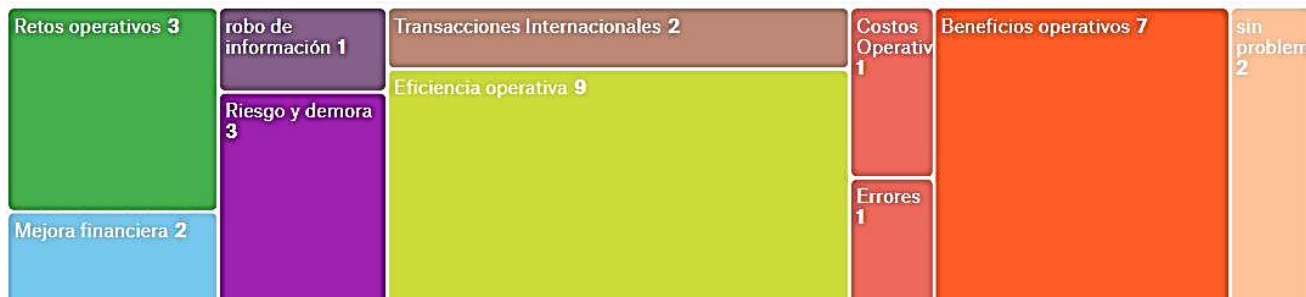 Retos operativos 3
robo de
información 1
Transacciones Internacionales 2
Costos
Operativ
1
Beneficios operativos 7
sin
problem
2
Eficiencia operativa 9
Riesgo y demora
3
Errores
1
Mejora financiera 2